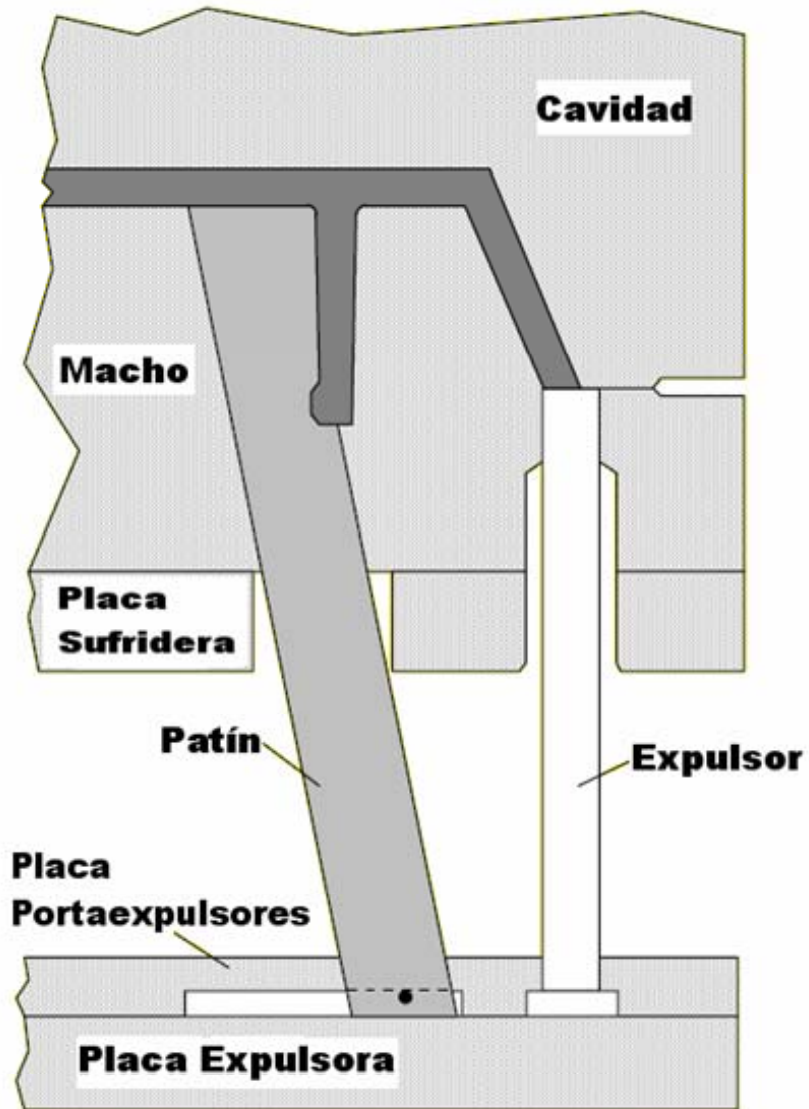 Cavidad
Macho
Placa
Sufridera
Patín
Expulsor
Placa
Portaexpulsores
Placa Expulsora